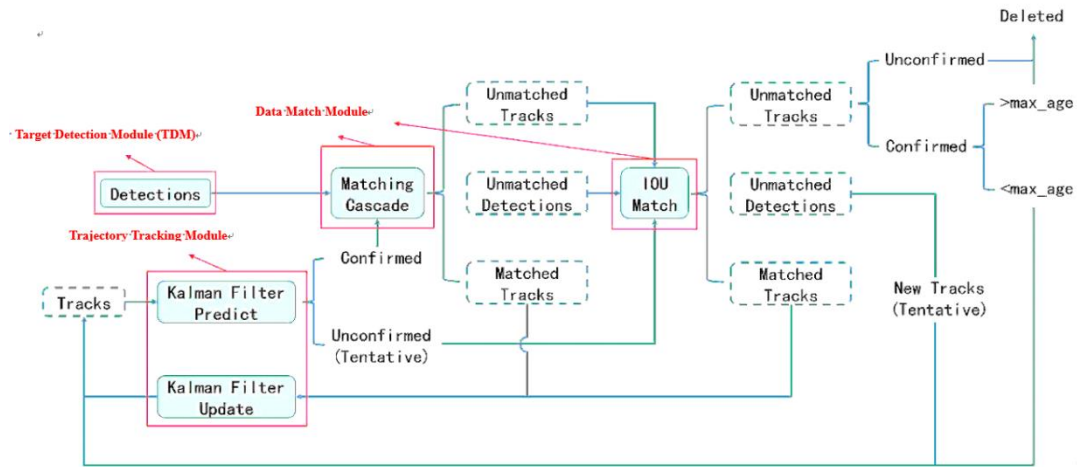 Deleted
Unconfirmed
Data Match Module
Unmatched
Tracks
Unmatched
Tracks
>max_age
Target Detection Module (TDM)
Confirmed
Detections
Matching
Cascade
Unmatched
Detections
IOU
Match
Unmatched
Detections
<max_age
Trajectory Tracking Module
Confirmed
Tracks
Kalman Filter
Predict
Matched
Tracks
Matched
Tracks
New Tracks
(Tentative)
Unconfirmed
(Tentative)
Kalman Filter
Update